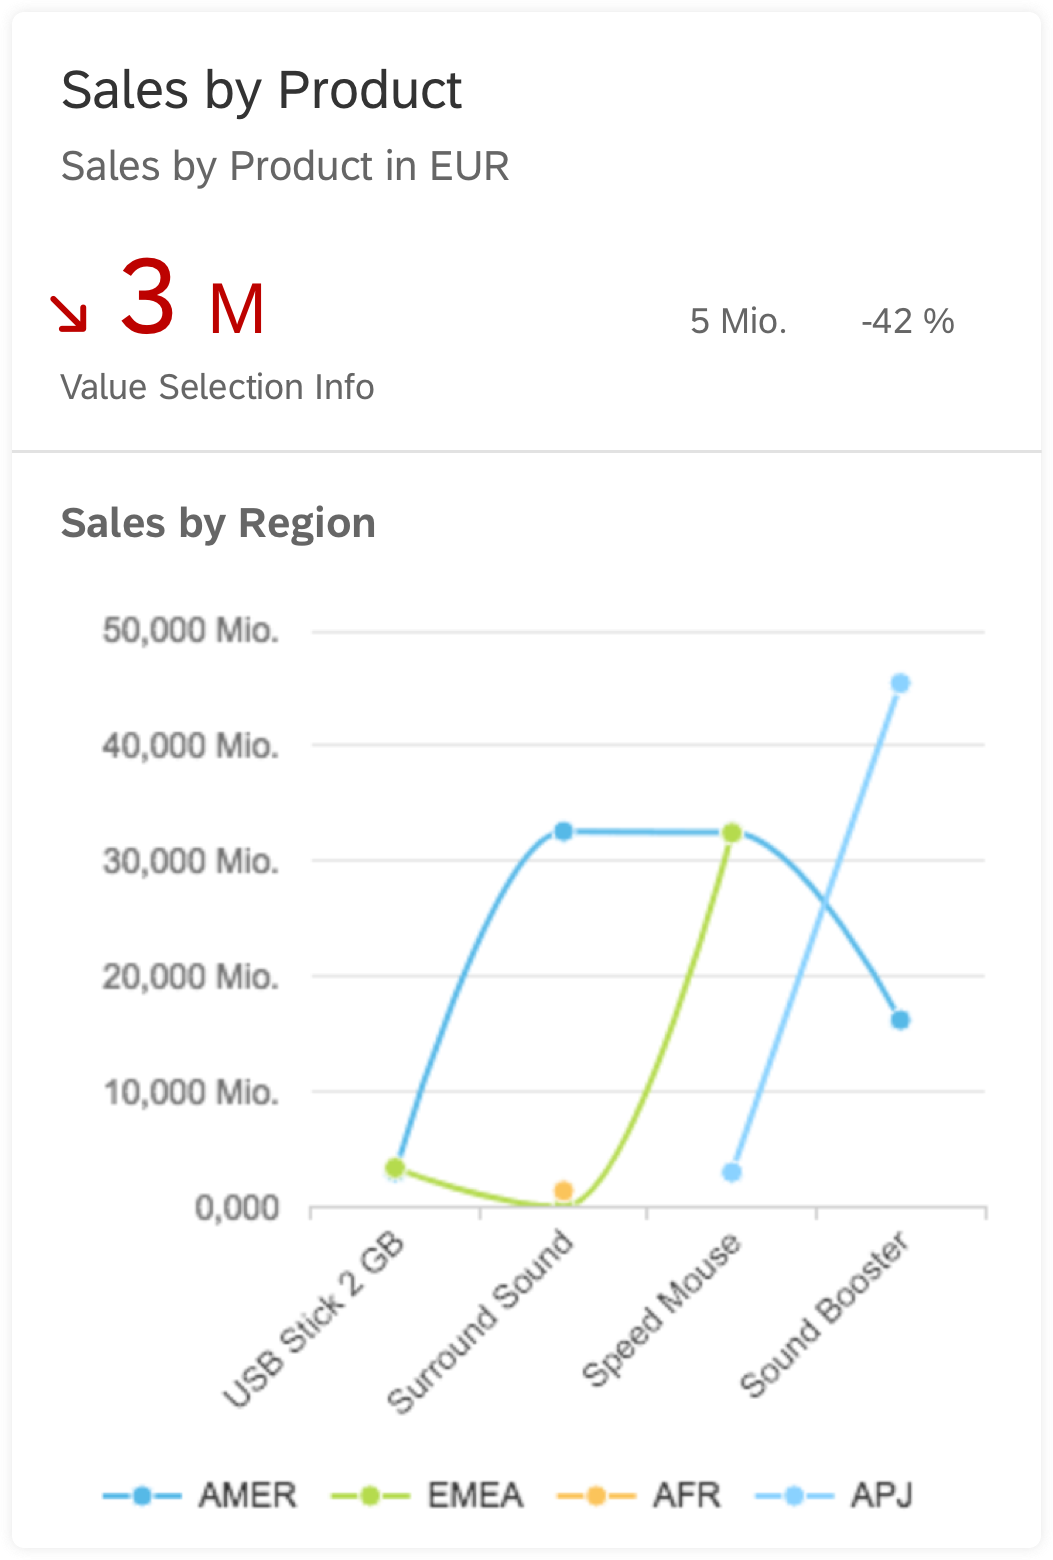 Sales by Product
Sales by Product in EUR
↘ 3 M
5 Mio. -42 %
Value Selection Info
Sales by Region
50,000 Mio.
40,000 Mio.
30,000 Mio.
20,000 Mio.
10,000 Mio.
0,000
USB Stick 2 GB
Surround Sound
Speed Mouse
Sound Booster
AMER EMEA AFR APJ